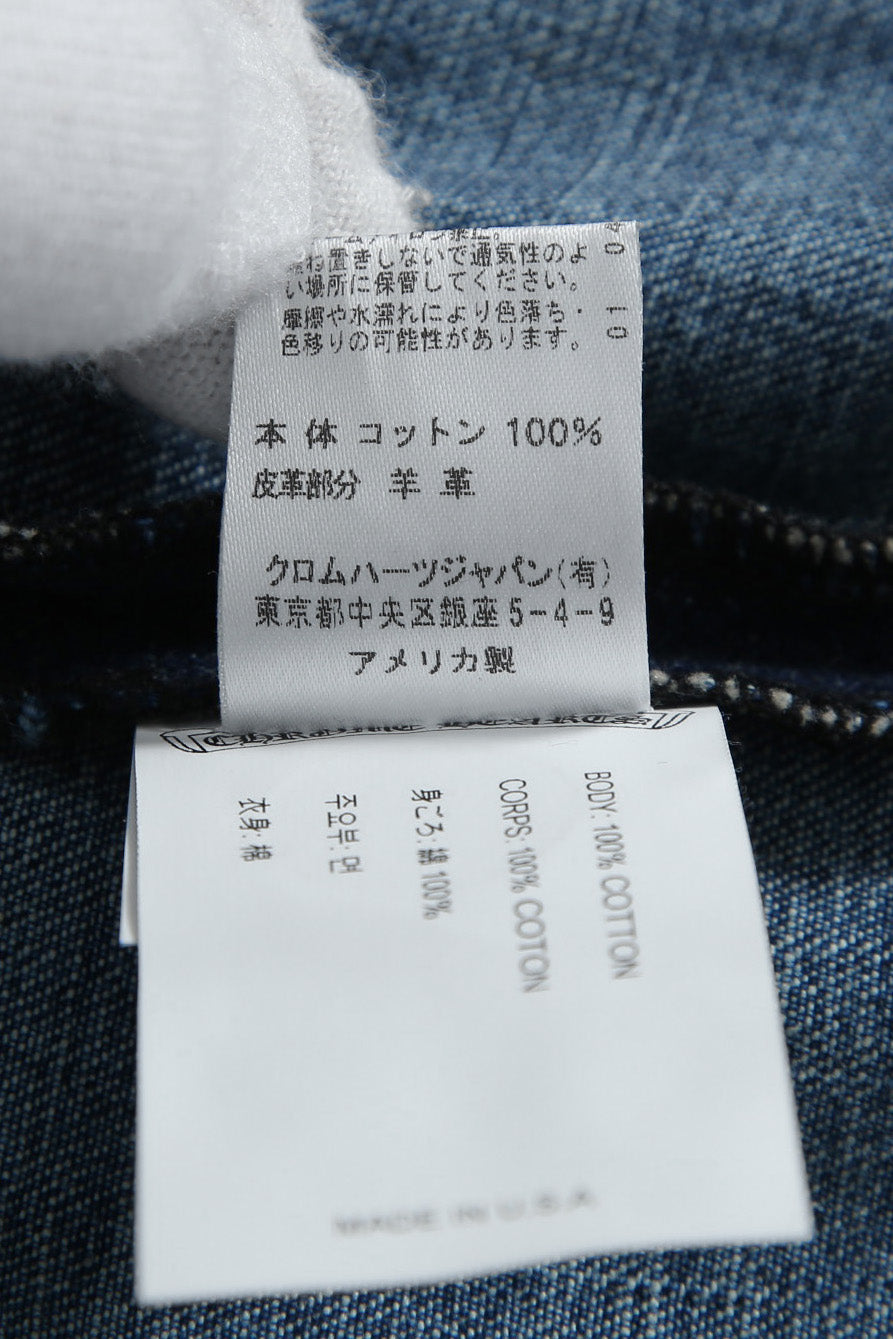 ね置きしないで通気性のよ
い場所に保管してください。
摩擦や水濡れにより色落ち・
色移りの可能性があります。
01 04
本体 コットン 100%
皮革部分 羊革
クロムハーツジャパン(有)
東京都中央区銀座5-4-9
アメリカ製
CHROME HEARTS
BODY: 100% COTTON
CORPS: 100% COTON
身ごろ: 綿 100%
주요부: 면
衣身: 棉
MADE IN U.S.A